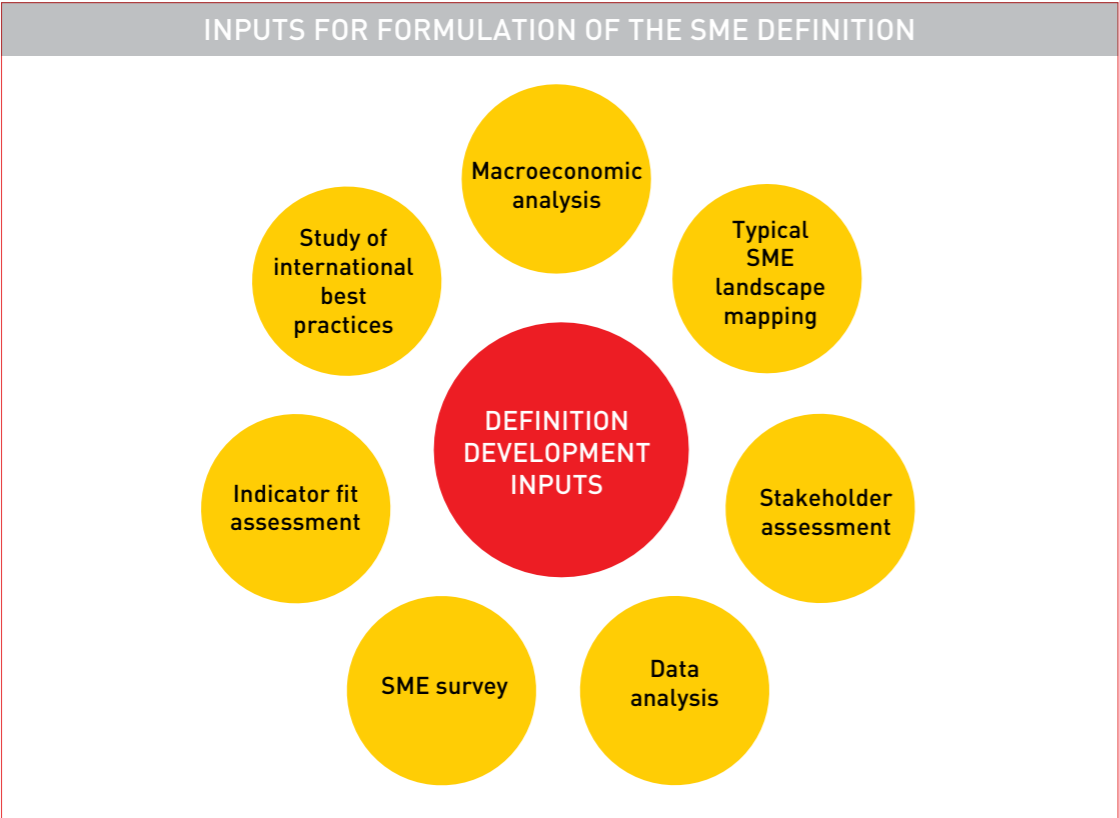 INPUTS FOR FORMULATION OF THE SME DEFINITION
Macroeconomic
analysis
Typical
SME
landscape
mapping
Stakeholder
assessment
Data
analysis
SME survey
Indicator fit
assessment
Study of
international
best
practices
DEFINITION
DEVELOPMENT
INPUTS